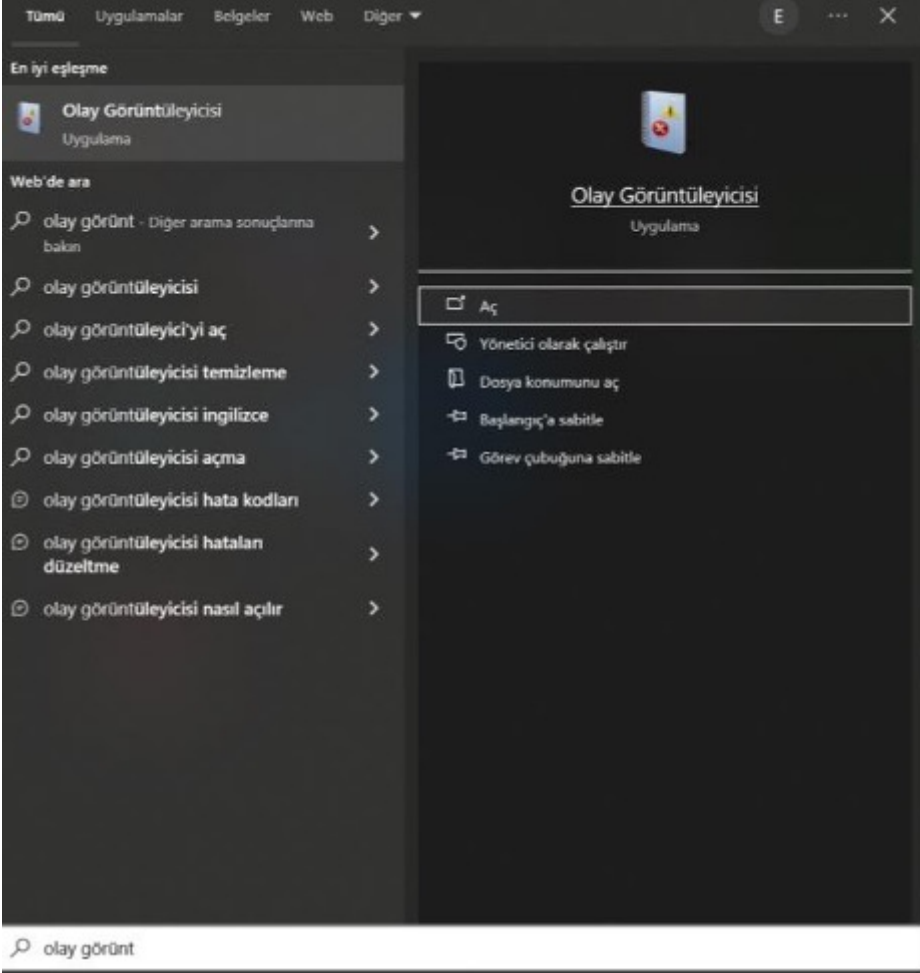 Tümü Uygulamalar Belgeler Web Diğer E ...
En iyi eşleşme
Olay Görüntüleyicisi
Uygulama
Web'de ara
olay görünt - Diğer arama sonuçlarına
bakın
olay görüntüleyicisi
olay görüntüleyici'yi aç
olay görüntüleyicisi temizleme
olay görüntüleyicisi ingilizce
olay görüntüleyicisi açma
olay görüntüleyicisi hata kodları
olay görüntüleyicisi hataları
düzeltme
olay görüntüleyicisi nasıl açılır
Olay Görüntüleyicisi
Uygulama
Aç
Yönetici olarak çalıştır
Dosya konumunu aç
Başlangıç'a sabitle
Görev çubuğuna sabitle
olay görünt